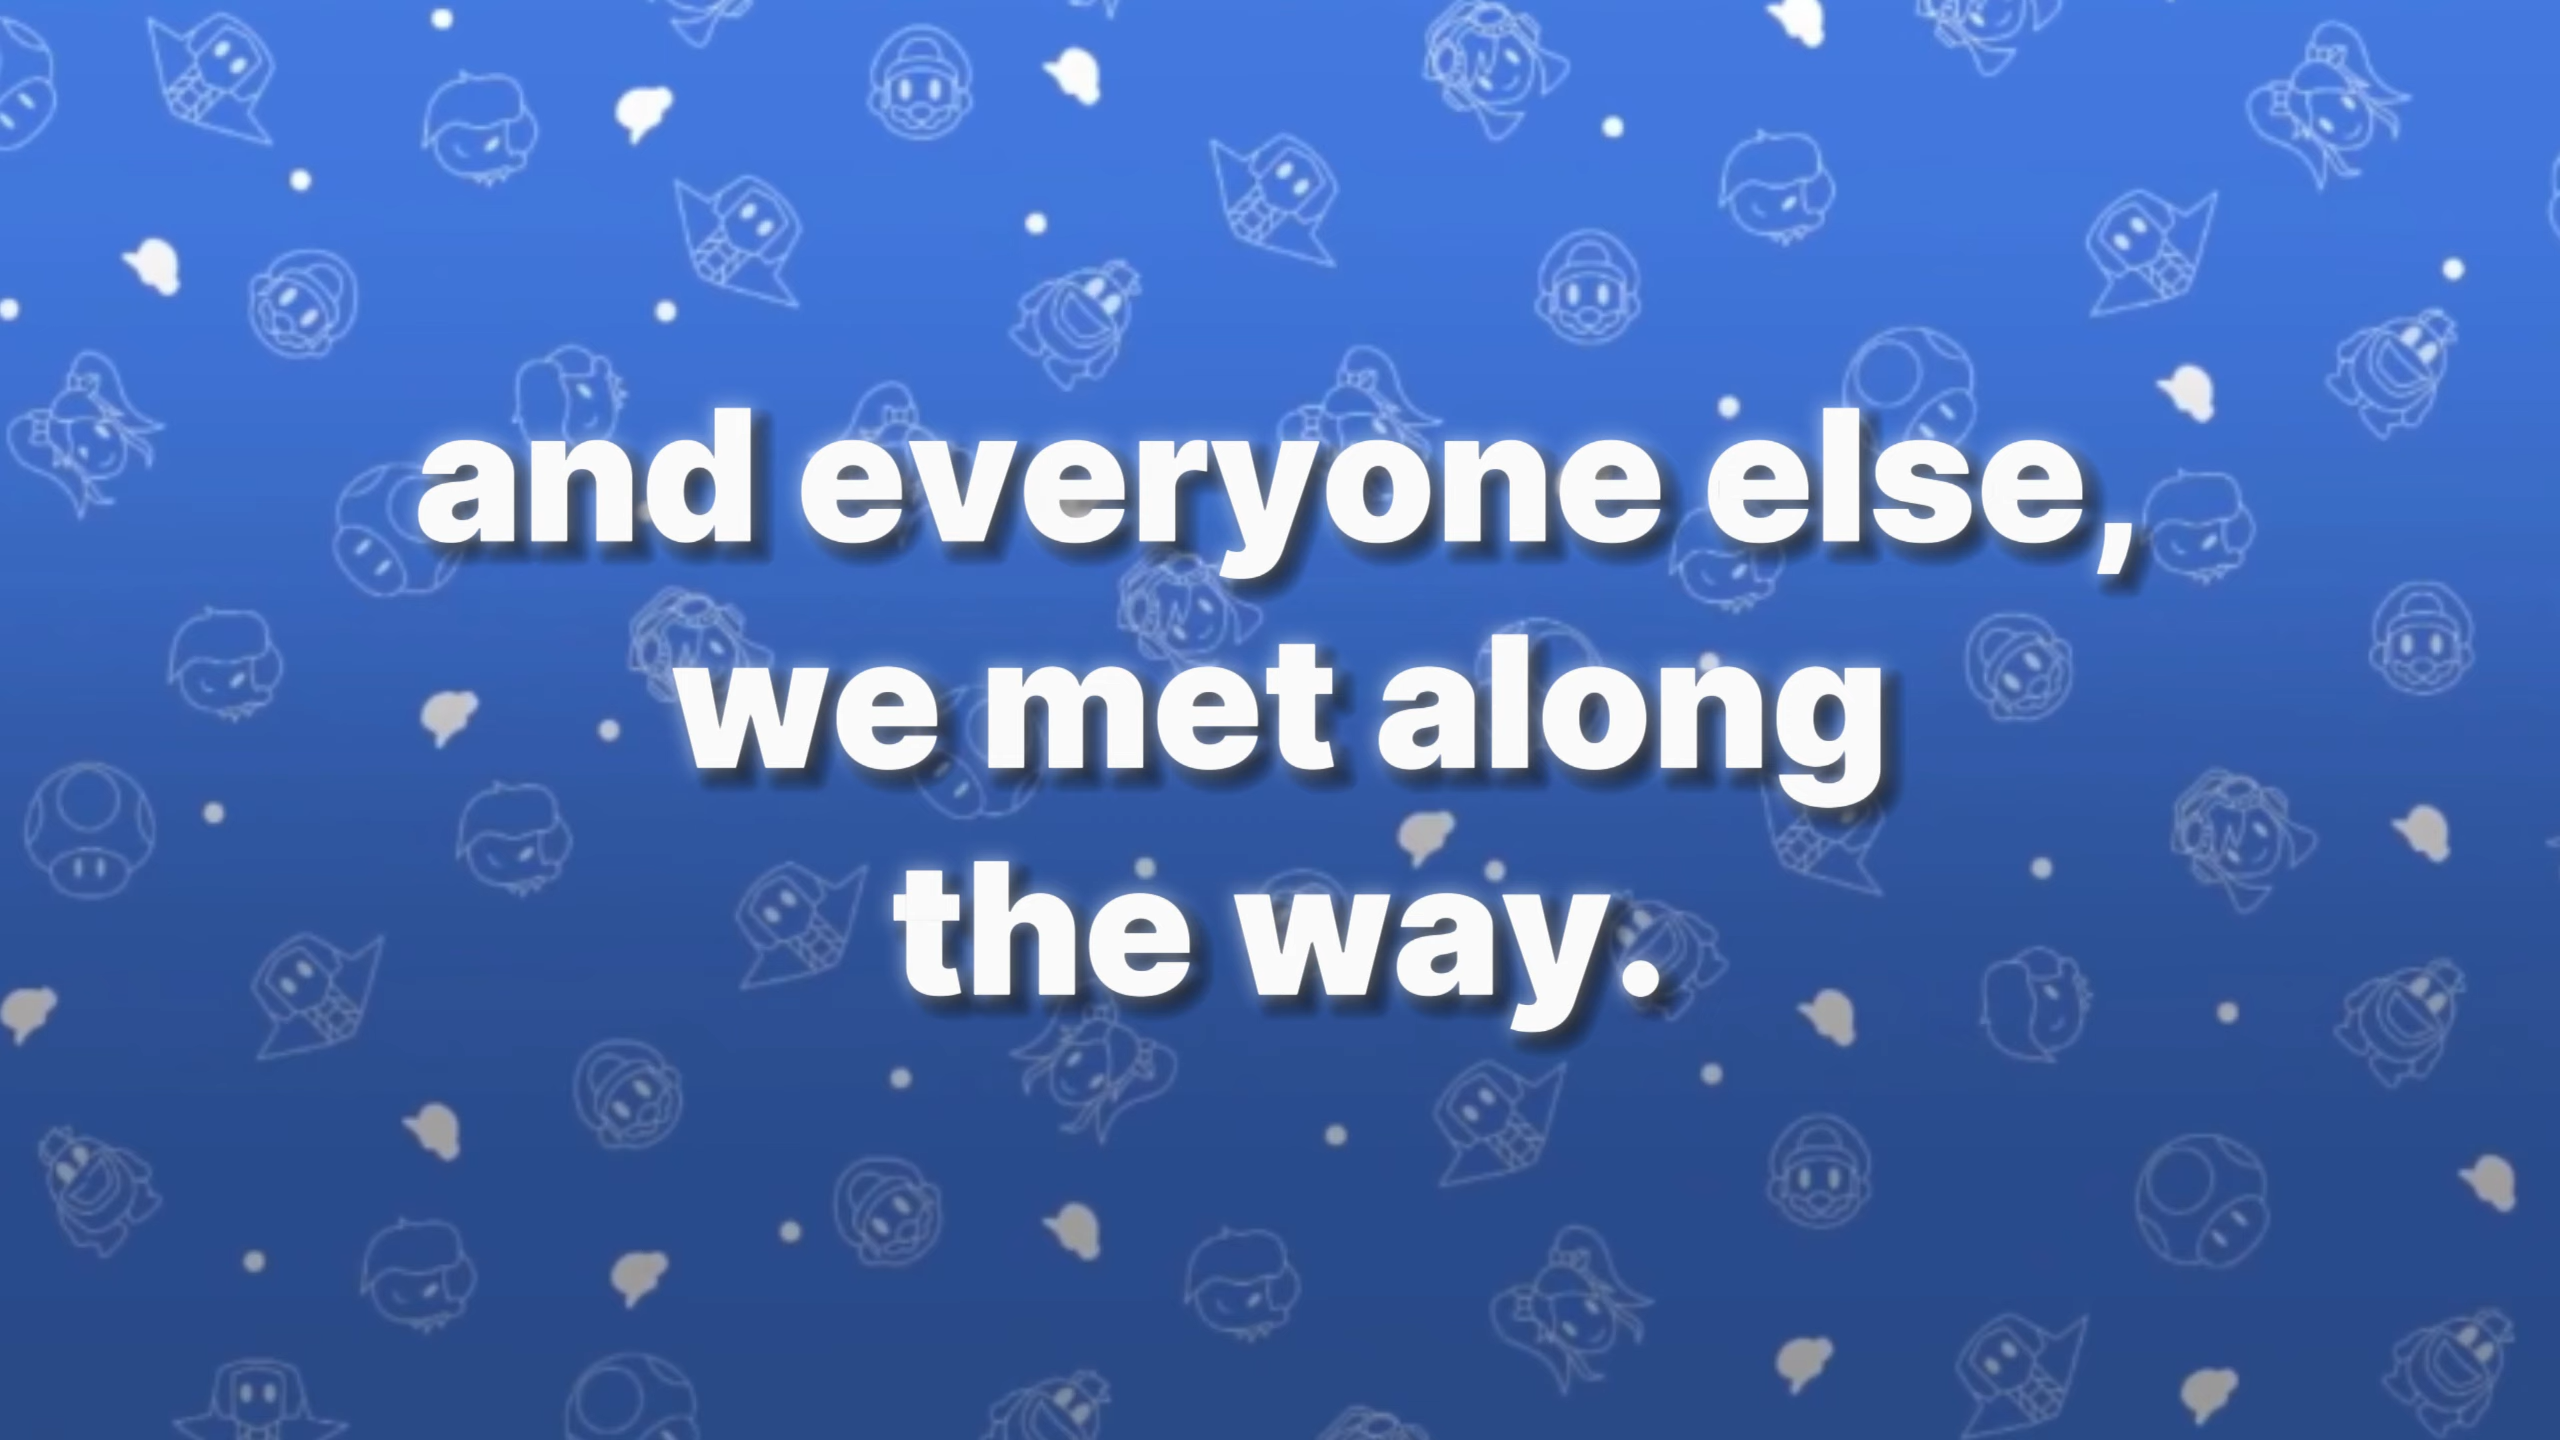 and everyone else,
we met along
the way.